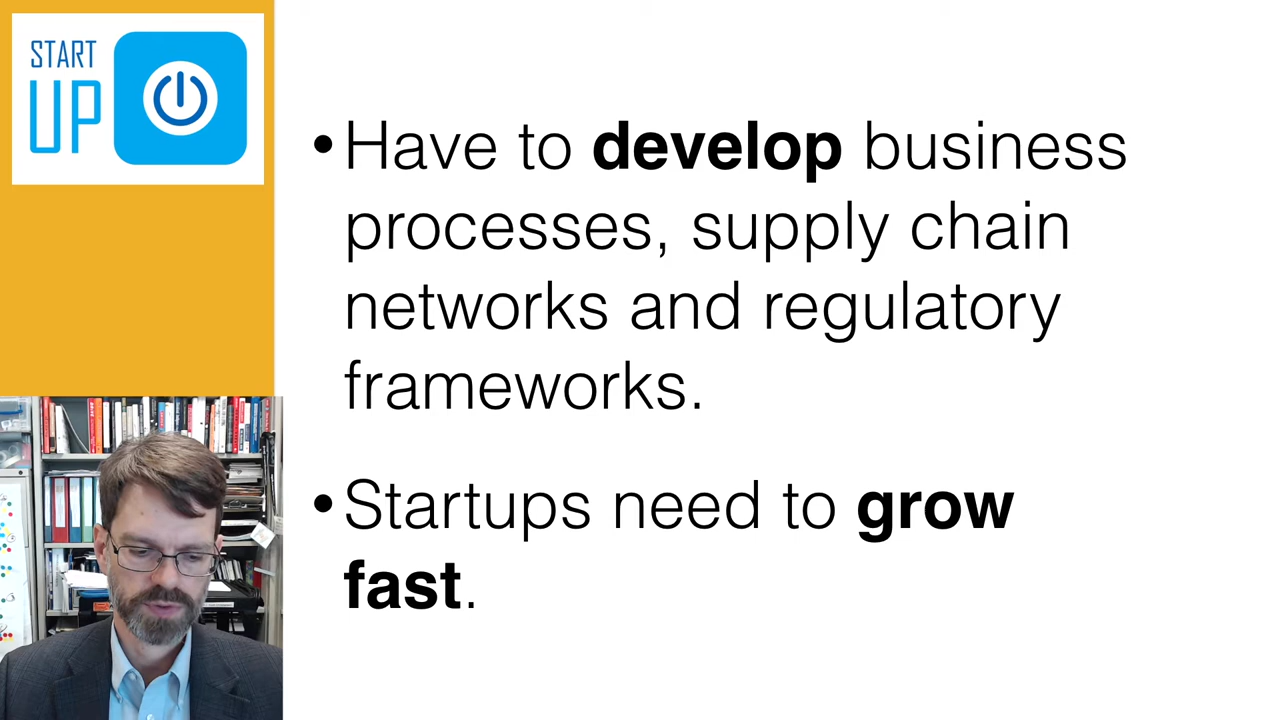 START
UP
•Have to develop business
processes, supply chain
networks and regulatory
frameworks.
•Startups need to grow
fast.